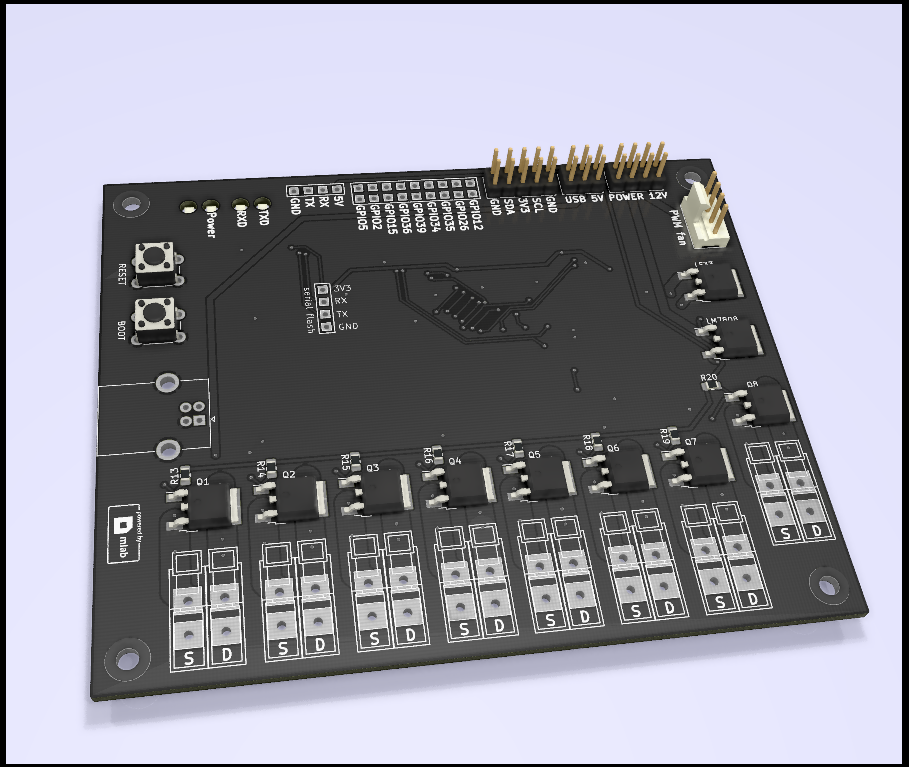 GND
TX
RX
5V
GPIO5
GPIO2
GPIO15
GPIO36
GPIO39
GPIO34
GPIO35
GPIO26
GPIO12
GND
SDA
3V3
SCL
GND
USB 5V
POWER 12V
Power
RXD
TXD
PWM fan
RESET
BOOT
serial flash
3V3
RX
TX
GND
LM7808
R20
Q8
R13
Q1
R14
Q2
R15
Q3
R16
Q4
R17
Q5
R18
Q6
R19
Q7
powered by
mlab
S D
S D
S D
S D
S D
S D
S D
S D